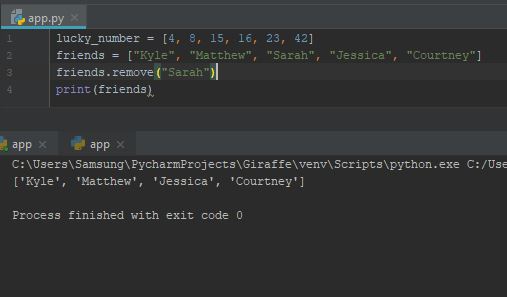 app.py
1 lucky_number = [4, 8, 15, 16, 23, 42]
2 friends = ["Kyle", "Matthew", "Sarah", "Jessica", "Courtney"]
3 friends.remove("Sarah")
4 print(friends)
app app
C:\Users\Samsung\PycharmProjects\Giraffe\venv\Scripts\python.exe C:/Use
['Kyle', 'Matthew', 'Jessica', 'Courtney']
Process finished with exit code 0